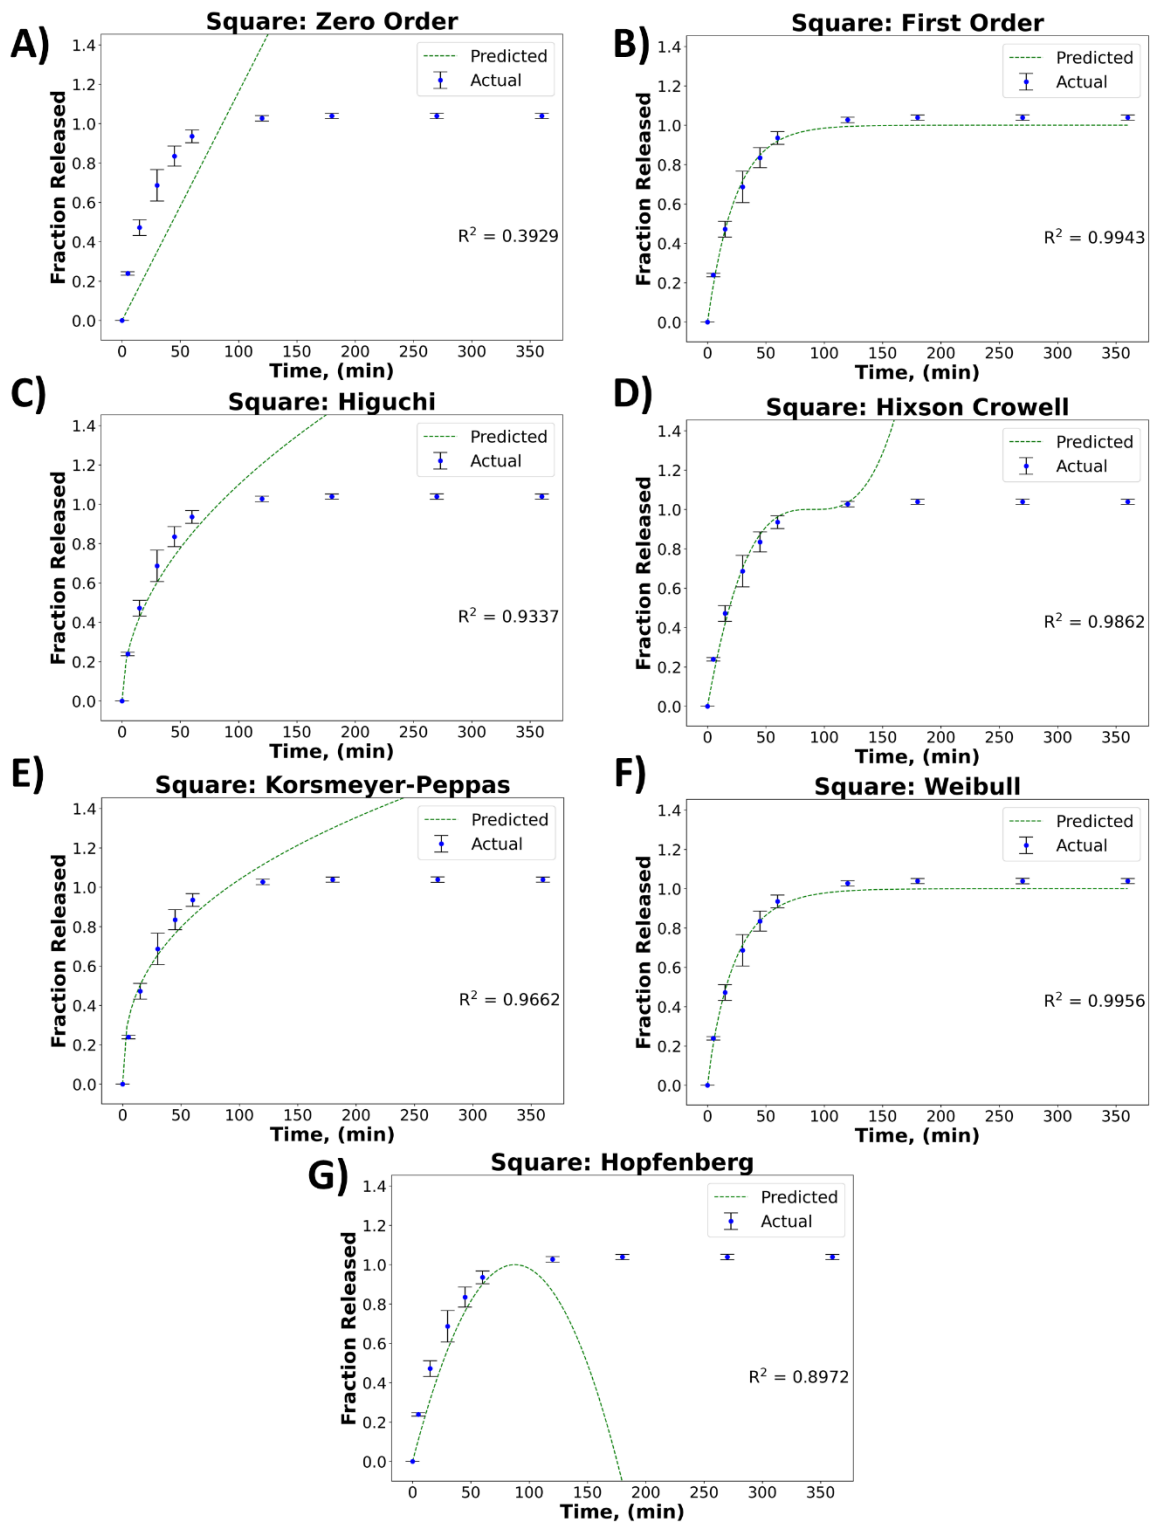 A)
Square: Zero Order
Fraction Released
1.4
1.2
1.0
0.8
0.6
0.4
0.2
0.0
Predicted
Actual
R² = 0.3929
0 50 100 150 200 250 300 350
Time, (min)
B)
Square: First Order
Fraction Released
1.4
1.2
1.0
0.8
0.6
0.4
0.2
0.0
Predicted
Actual
R² = 0.9943
0 50 100 150 200 250 300 350
Time, (min)
C)
Square: Higuchi
Fraction Released
1.4
1.2
1.0
0.8
0.6
0.4
0.2
0.0
Predicted
Actual
R² = 0.9337
0 50 100 150 200 250 300 350
Time, (min)
D)
Square: Hixson Crowell
Fraction Released
1.4
1.2
1.0
0.8
0.6
0.4
0.2
0.0
Predicted
Actual
R² = 0.9862
0 50 100 150 200 250 300 350
Time, (min)
E)
Square: Korsmeyer-Peppas
Fraction Released
1.4
1.2
1.0
0.8
0.6
0.4
0.2
0.0
Predicted
Actual
R² = 0.9662
0 50 100 150 200 250 300 350
Time, (min)
F)
Square: Weibull
Fraction Released
1.4
1.2
1.0
0.8
0.6
0.4
0.2
0.0
Predicted
Actual
R² = 0.9956
0 50 100 150 200 250 300 350
Time, (min)
G)
Square: Hopfenberg
Fraction Released
1.4
1.2
1.0
0.8
0.6
0.4
0.2
0.0
Predicted
Actual
R² = 0.8972
0 50 100 150 200 250 300 350
Time, (min)